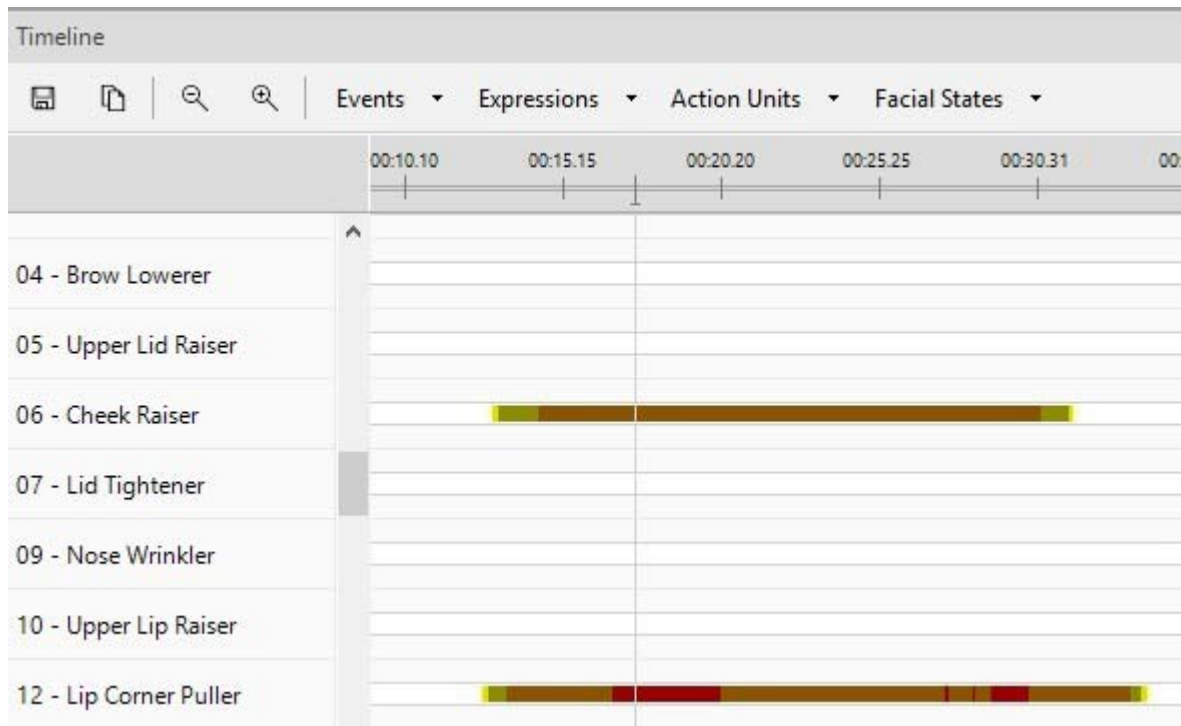 Timeline
Events Expressions Action Units Facial States
00:10.10 00:15.15 00:20.20 00:25.25 00:30.31 00:
04 - Brow Lowerer
05 - Upper Lid Raiser
06 - Cheek Raiser
07 - Lid Tightener
09 - Nose Wrinkler
10 - Upper Lip Raiser
12 - Lip Corner Puller